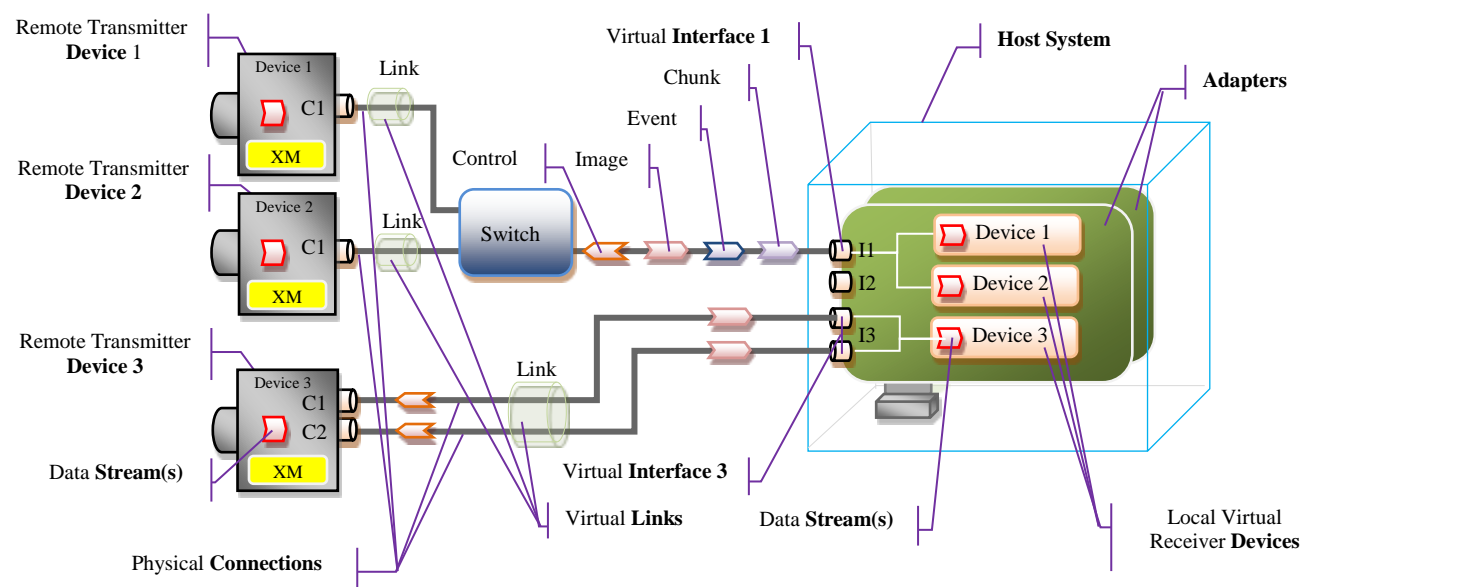 Remote Transmitter
Device 1
Device 1
C1
XM
Link
Remote Transmitter
Device 2
Device 2
C1
XM
Link
Control
Image
Event
Chunk
Virtual Interface 1
Host System
Adapters
Switch
I1
I2
I3
Device 1
Device 2
Device 3
Remote Transmitter
Device 3
Device 3
C1
C2
XM
Link
Data Stream(s)
Virtual Interface 3
Virtual Links
Data Stream(s)
Local Virtual
Receiver Devices
Physical Connections